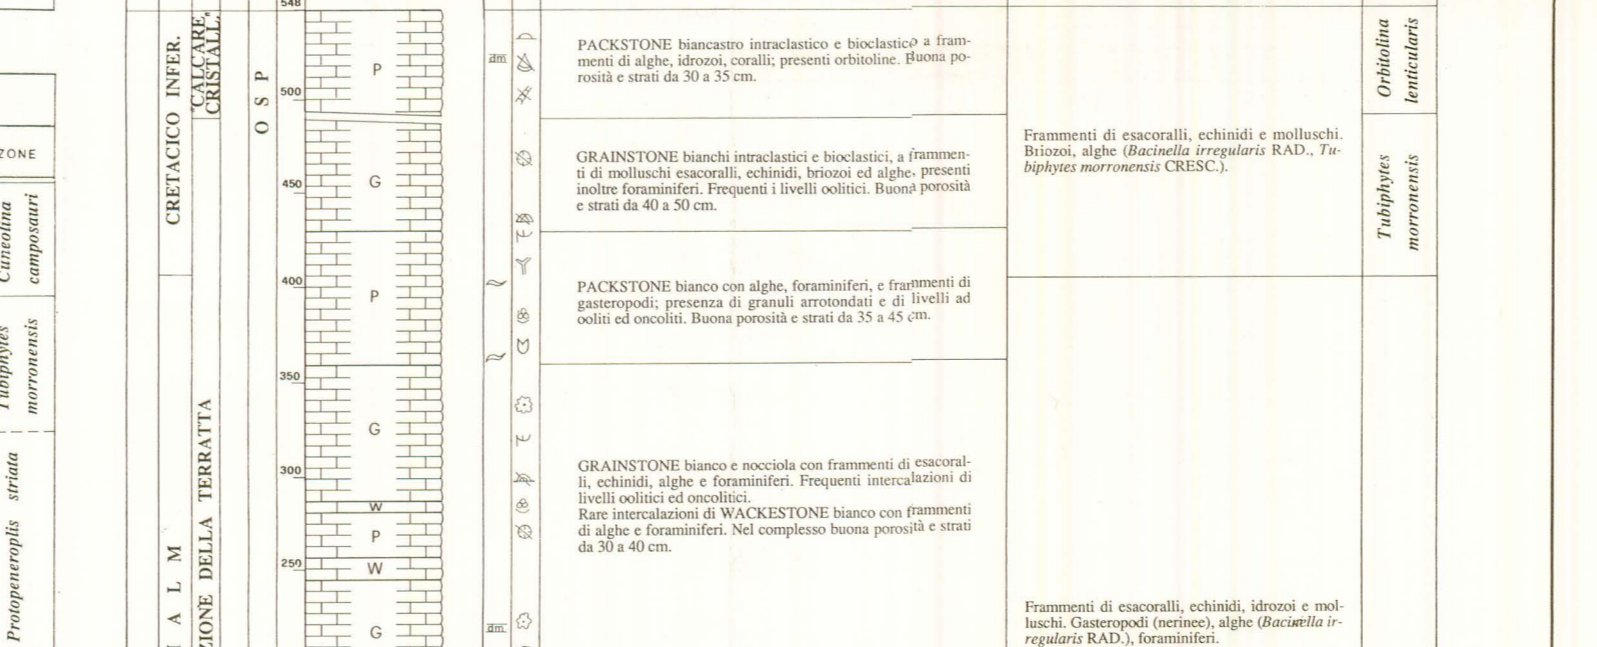 548
ZONE
Cuneolina
camposauri
Tubiphytes
morronensis
Protopeneroplis striata
CRETACICO INFER.
M A L M
"CALCARE
CRISTALL."
ZIONE DELLA TERRATTA
O S P
500
450
400
350
300
250
P
G
P
G
W
P
W
G
dm
dm
PACKSTONE biancastro intraclastico e bioclastico a fram-
menti di alghe, idrozoi, coralli; presenti orbitoline. Buona po-
rosità e strati da 30 a 35 cm.
GRAINSTONE bianchi intraclastici e bioclastici, a frammen-
ti di molluschi esacoralli, echinidi, briozoi ed alghe, presenti
inoltre foraminiferi. Frequenti i livelli oolitici. Buona porosità
e strati da 40 a 50 cm.
PACKSTONE bianco con alghe, foraminiferi, e frammenti di
gasteropodi; presenza di granuli arrotondati e di livelli ad
ooliti ed oncoliti. Buona porosità e strati da 35 a 45 cm.
GRAINSTONE bianco e nocciola con frammenti di esacoral-
li, echinidi, alghe e foraminiferi. Frequenti intercalazioni di
livelli oolitici ed oncolitici.
Rare intercalazioni di WACKESTONE bianco con frammenti
di alghe e foraminiferi. Nel complesso buona porosità e strati
da 30 a 40 cm.
Frammenti di esacoralli, echinidi e molluschi.
Briozoi, alghe (Bacinella irregularis RAD., Tu-
biphytes morronensis CRESC.).
Frammenti di esacoralli, echinidi, idrozoi e mol-
luschi. Gasteropodi (nerinee), alghe (Bacinella ir-
regularis RAD.), foraminiferi.
Orbitolina
lenticularis
Tubiphytes
morronensis